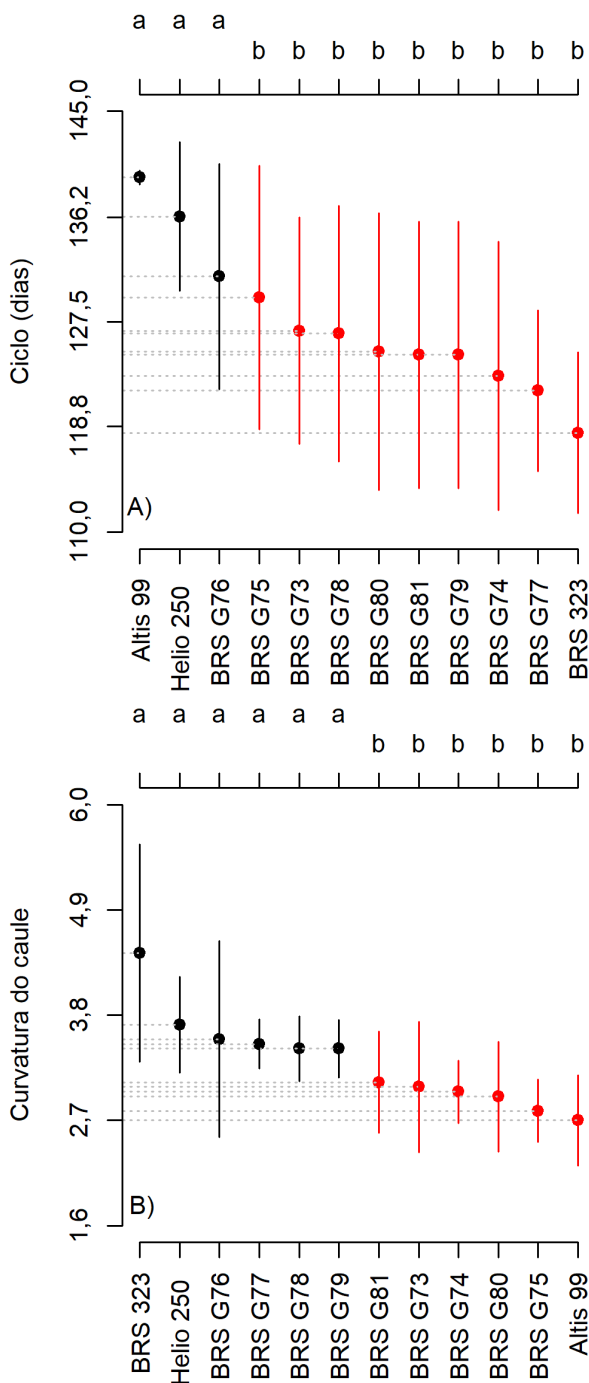 a a a
b b b b b b b b b
145,0
136,2
127,5
118,8
110,0
Ciclo (dias)
A)
Altis 99
Helio 250
BRS G76
BRS G75
BRS G73
BRS G78
BRS G80
BRS G81
BRS G79
BRS G74
BRS G77
BRS 323
a a a a a a
b b b b b b
6,0
4,9
3,8
2,7
1,6
Curvatura do caule
B)
BRS 323
Helio 250
BRS G76
BRS G77
BRS G78
BRS G79
BRS G81
BRS G73
BRS G74
BRS G80
BRS G75
Altis 99